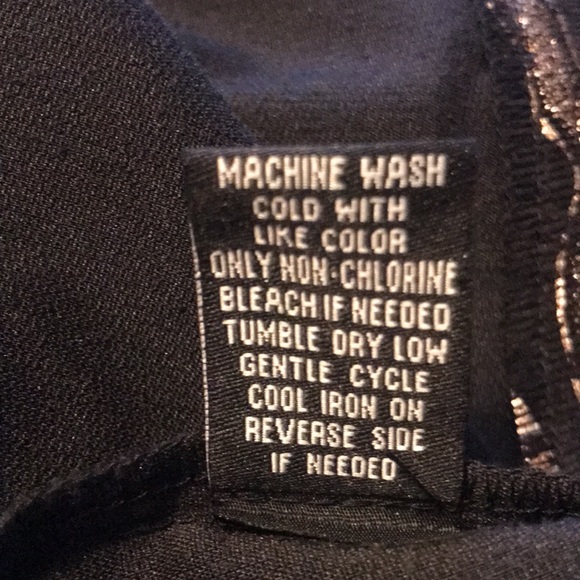 MACHINE WASH
COLD WITH
LIKE COLOR
ONLY NON-CHLORINE
BLEACH IF NEEDED
TUMBLE DRY LOW
GENTLE CYCLE
COOL IRON ON
REVERSE SIDE
IF NEEDED